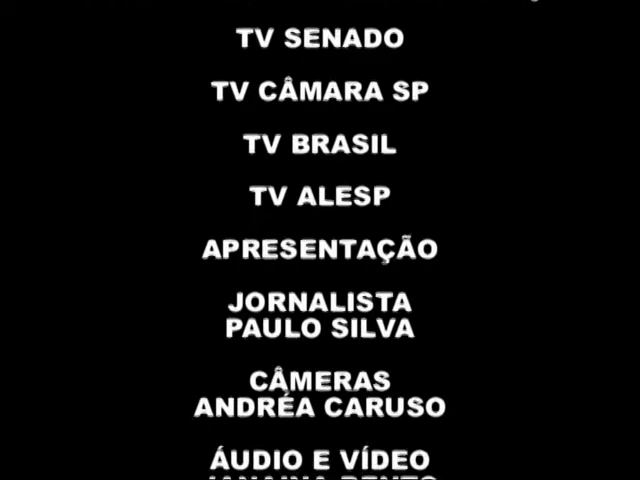 TV SENADO
TV CÂMARA SP
TV BRASIL
TV ALESP
APRESENTAÇÃO
JORNALISTA
PAULO SILVA
CÂMERAS
ANDRÉA CARUSO
ÁUDIO E VÍDEO